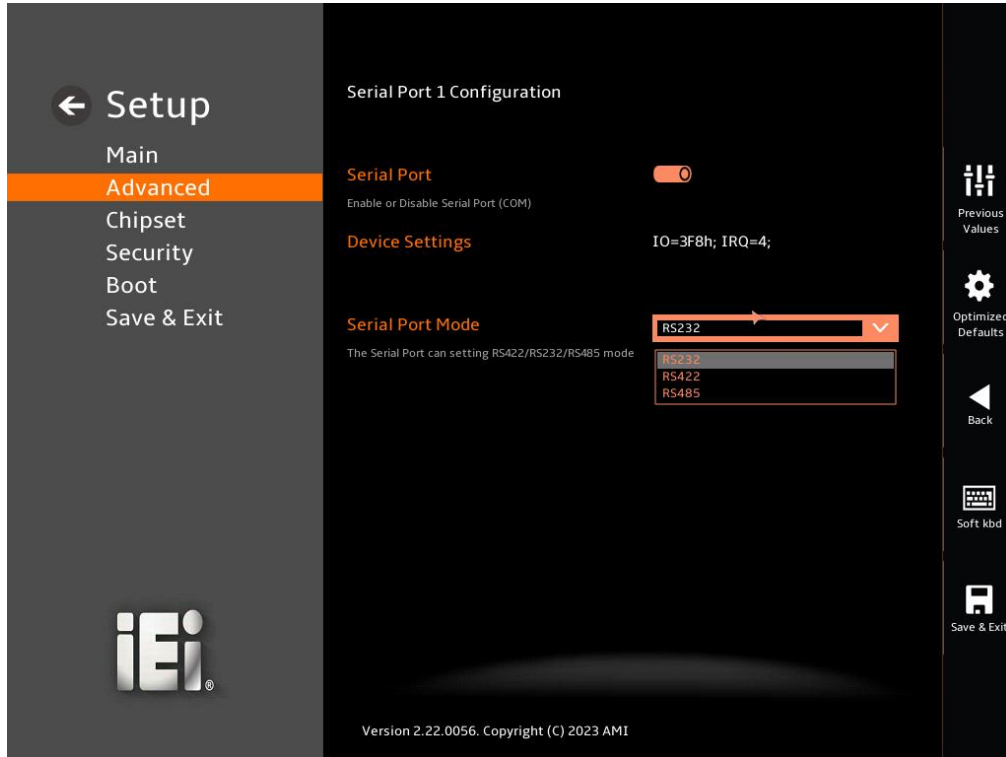 Setup
Main
Advanced
Chipset
Security
Boot
Save & Exit
iEi®
Serial Port 1 Configuration
Serial Port
Enable or Disable Serial Port (COM)
Device Settings
IO=3F8h; IRQ=4;
Serial Port Mode
RS232
The Serial Port can setting RS422/RS232/RS485 mode
RS232
RS422
RS485
Version 2.22.0056. Copyright (C) 2023 AMI
Previous
Values
Optimized
Defaults
Back
Soft kbd
Save & Exit